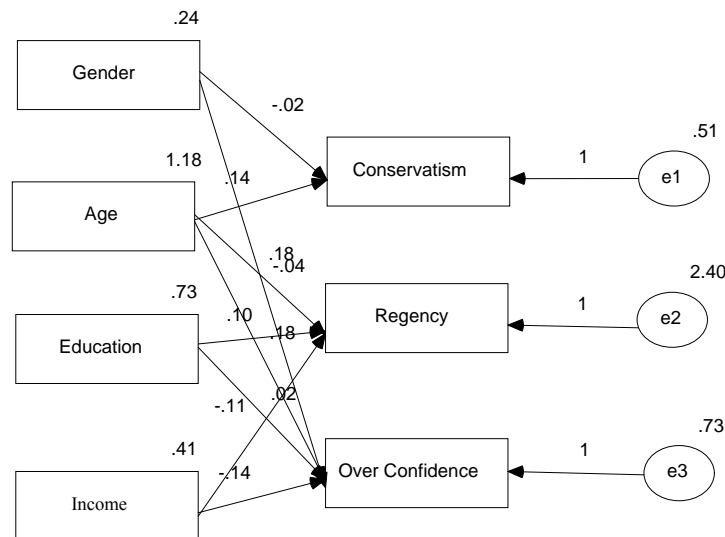 .24
Gender
-.02
.51
Conservatism
1
e1
1.18
.14
Age
.18
-.04
2.40
.73
Regency
1
e2
.10
.18
Education
.02
-.11
.73
.41
-.14
Over Confidence
1
e3
Income